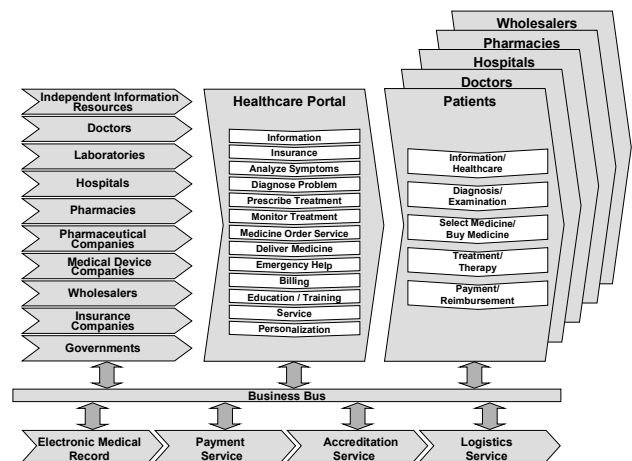 Wholesalers
Pharmacies
Hospitals
Doctors
Patients
Information/
Healthcare
Diagnosis/
Examination
Select Medicine/
Buy Medicine
Treatment/
Therapy
Payment/
Reimbursement
Healthcare Portal
Information
Insurance
Analyze Symptoms
Diagnose Problem
Prescribe Treatment
Monitor Treatment
Medicine Order Service
Deliver Medicine
Emergency Help
Billing
Education / Training
Service
Personalization
Independent Information
Resources
Doctors
Laboratories
Hospitals
Pharmacies
Pharmaceutical
Companies
Medical Device
Companies
Wholesalers
Insurance
Companies
Governments
Business Bus
Electronic Medical
Record
Payment
Service
Accreditation
Service
Logistics
Service